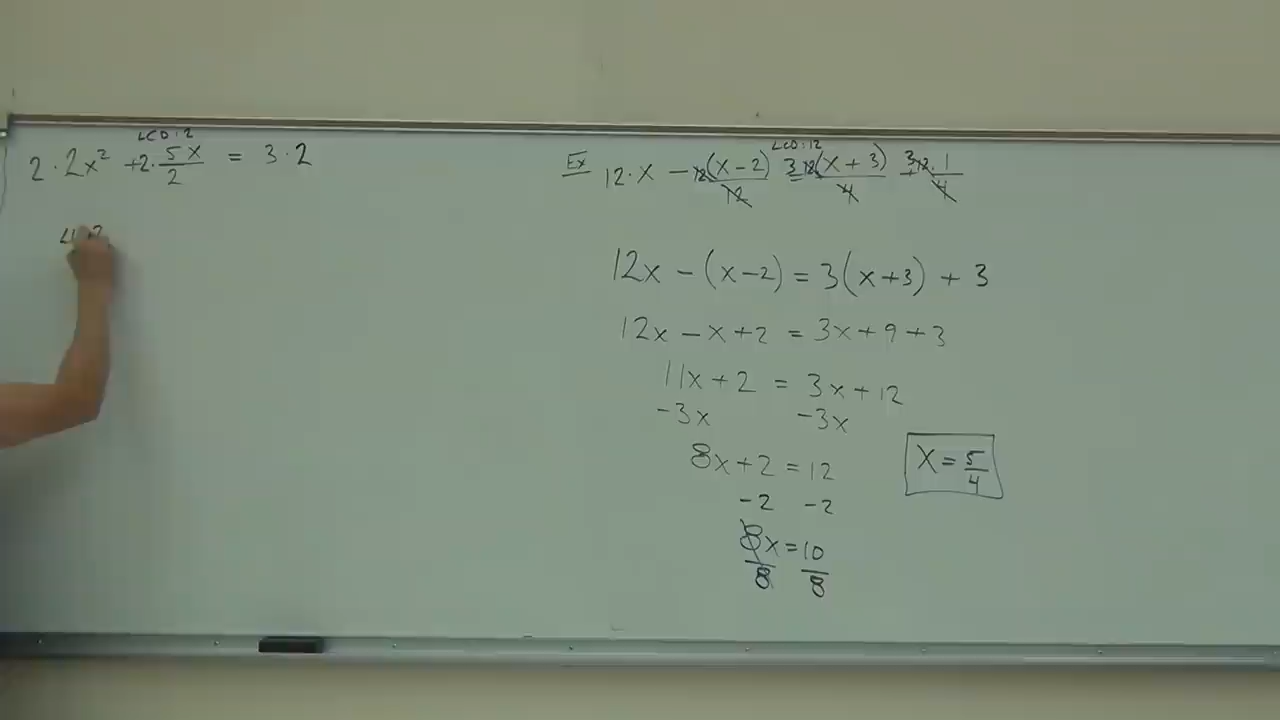 LCD:2
2·2x² + 2·5x/2 = 3·2
LCD:12
Ex 12·x − 12(x−2)/12 3 12(x+3)/4 + 3 12·1/4
12x − (x−2) = 3(x+3) + 3
12x − x + 2 = 3x + 9 + 3
11x + 2 = 3x + 12
−3x −3x
8x + 2 = 12
−2 −2
8x/8 = 10/8
x = 5/4